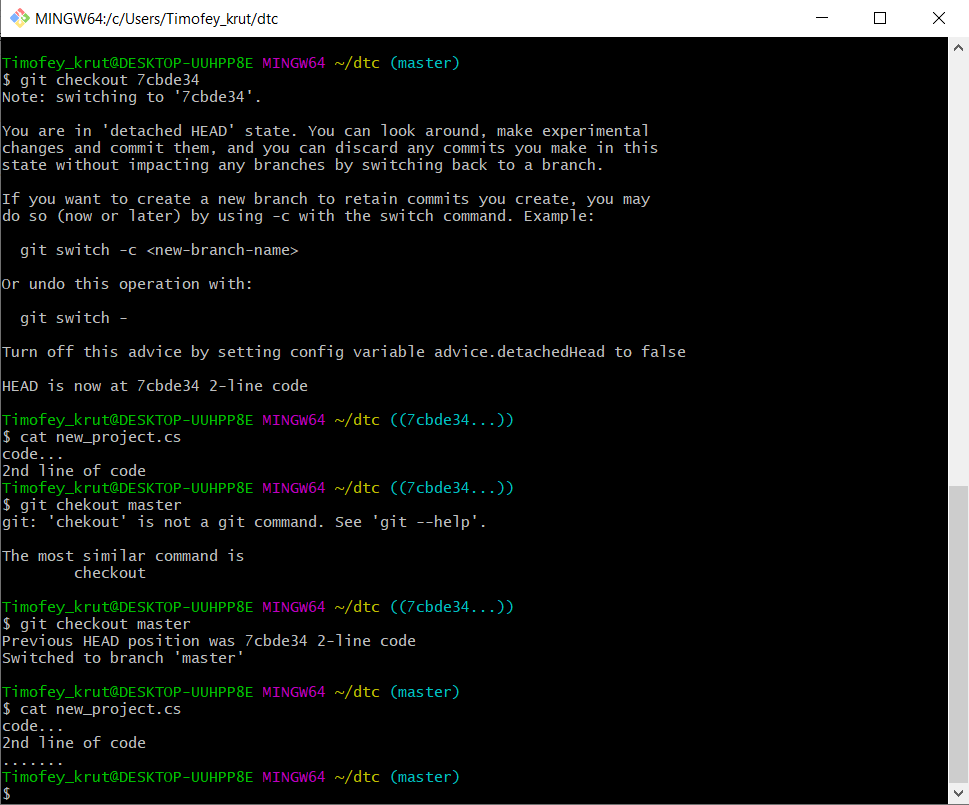 MINGW64:/c/Users/Timofey_krut/dtc
Timofey_krut@DESKTOP-UUHPP8E MINGW64 ~/dtc (master)
$ git checkout 7cbde34
Note: switching to '7cbde34'.
You are in 'detached HEAD' state. You can look around, make experimental
changes and commit them, and you can discard any commits you make in this
state without impacting any branches by switching back to a branch.
If you want to create a new branch to retain commits you create, you may
do so (now or later) by using -c with the switch command. Example:
  git switch -c <new-branch-name>
Or undo this operation with:
  git switch -
Turn off this advice by setting config variable advice.detachedHead to false
HEAD is now at 7cbde34 2-line code
Timofey_krut@DESKTOP-UUHPP8E MINGW64 ~/dtc ((7cbde34...))
$ cat new_project.cs
code...
2nd line of code
Timofey_krut@DESKTOP-UUHPP8E MINGW64 ~/dtc ((7cbde34...))
$ git chekout master
git: 'chekout' is not a git command. See 'git --help'.
The most similar command is
        checkout
Timofey_krut@DESKTOP-UUHPP8E MINGW64 ~/dtc ((7cbde34...))
$ git checkout master
Previous HEAD position was 7cbde34 2-line code
Switched to branch 'master'
Timofey_krut@DESKTOP-UUHPP8E MINGW64 ~/dtc (master)
$ cat new_project.cs
code...
2nd line of code
.......
Timofey_krut@DESKTOP-UUHPP8E MINGW64 ~/dtc (master)
$